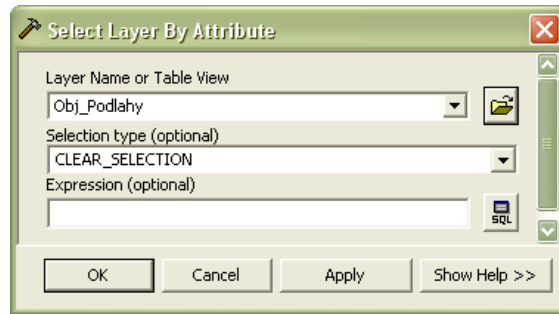 Select Layer By Attribute
Layer Name or Table View
Obj_Podlahy
Selection type (optional)
CLEAR_SELECTION
Expression (optional)
SQL
OK Cancel Apply Show Help >>